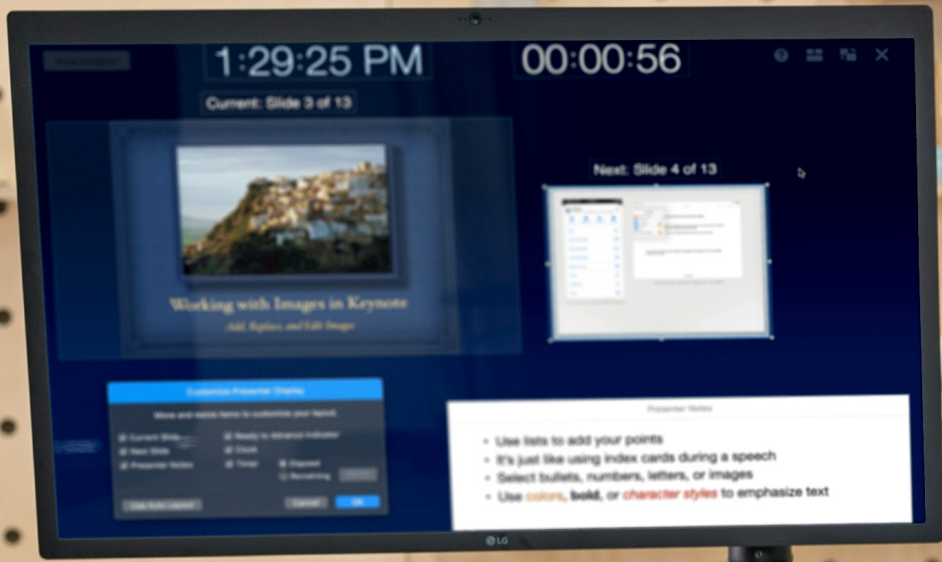 1:29:25 PM
00:00:56
Current: Slide 3 of 13
Next: Slide 4 of 13
Working with Images in Keynote
Add, Replace, and Edit Images
Customize Presenter Display
Move and resize items to customize your layout.
Current Slide
Ready to Advance Indicator
Next Slide
Clock
Presenter Notes
Timer
Elapsed
Remaining
Use Auto Layout
Cancel
OK
Presenter Notes
• Use lists to add your points
• It's just like using index cards during a speech
• Select bullets, numbers, letters, or images
• Use colors, bold, or character styles to emphasize text
LG